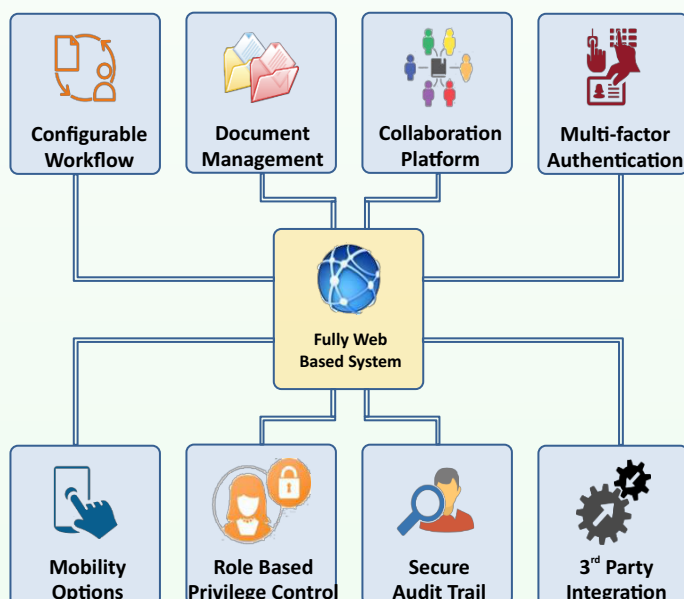 Configurable
Workflow
Document
Management
Collaboration
Platform
Multi-factor
Authentication
Fully Web
Based System
Mobility
Options
Role Based
Privilege Control
Secure
Audit Trail
3rd Party
Integration